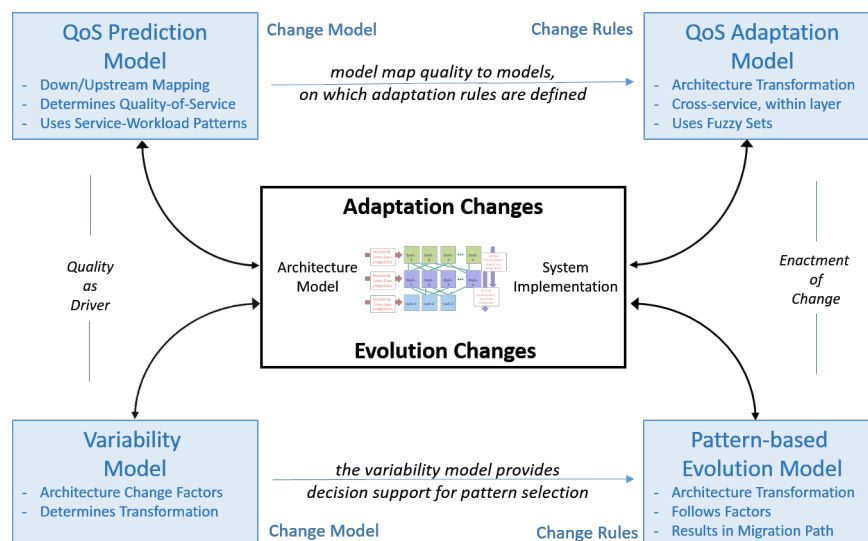 QoS Prediction
Model
- Down/Upstream Mapping
- Determines Quality-of-Service
- Uses Service-Workload Patterns
Change Model
Change Rules
model map quality to models,
on which adaptation rules are defined
QoS Adaptation
Model
- Architecture Transformation
- Cross-service, within layer
- Uses Fuzzy Sets
Quality
as
Driver
Adaptation Changes
Architecture
Model
System
Implementation
Evolution Changes
Enactment
of
Change
Variability
Model
- Architecture Change Factors
- Determines Transformation
the variability model provides
decision support for pattern selection
Change Model
Change Rules
Pattern-based
Evolution Model
- Architecture Transformation
- Follows Factors
- Results in Migration Path